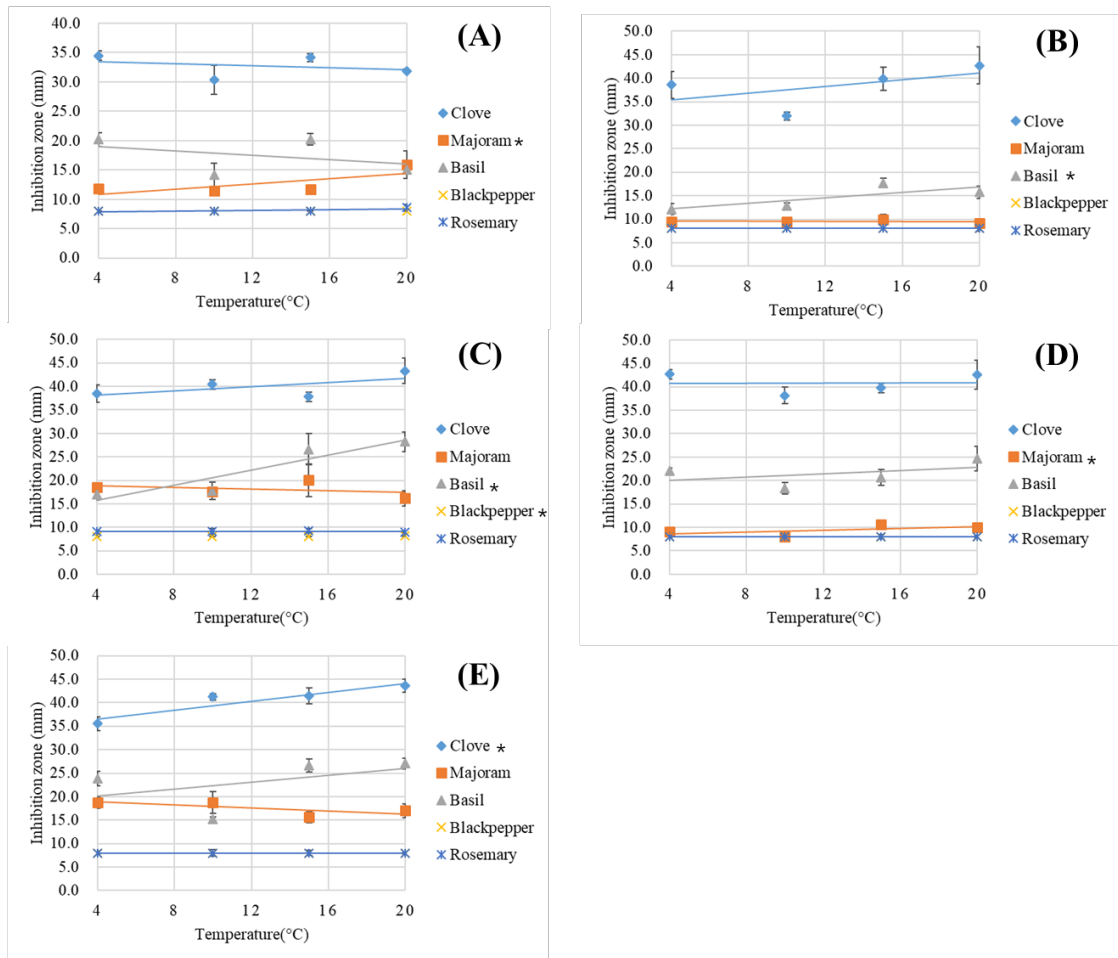 (A)
40.0
35.0
30.0
25.0
20.0
15.0
10.0
5.0
0.0
Inhibition zone (mm)
4 8 12 16 20
Temperature(°C)
Clove
Majoram *
Basil
Blackpepper
Rosemary
(B)
50.0
45.0
40.0
35.0
30.0
25.0
20.0
15.0
10.0
5.0
0.0
Inhibition zone (mm)
4 8 12 16 20
Temperature(°C)
Clove
Majoram
Basil *
Blackpepper
Rosemary
(C)
50.0
45.0
40.0
35.0
30.0
25.0
20.0
15.0
10.0
5.0
0.0
Inhibition zone (mm)
4 8 12 16 20
Temperature(°C)
Clove
Majoram
Basil *
Blackpepper *
Rosemary
(D)
50.0
45.0
40.0
35.0
30.0
25.0
20.0
15.0
10.0
5.0
0.0
Inhibition zone (mm)
4 8 12 16 20
Temperature(°C)
Clove
Majoram *
Basil
Blackpepper
Rosemary
(E)
50.0
45.0
40.0
35.0
30.0
25.0
20.0
15.0
10.0
5.0
0.0
Inhibition zone (mm)
4 8 12 16 20
Temperature(°C)
Clove *
Majoram
Basil
Blackpepper
Rosemary